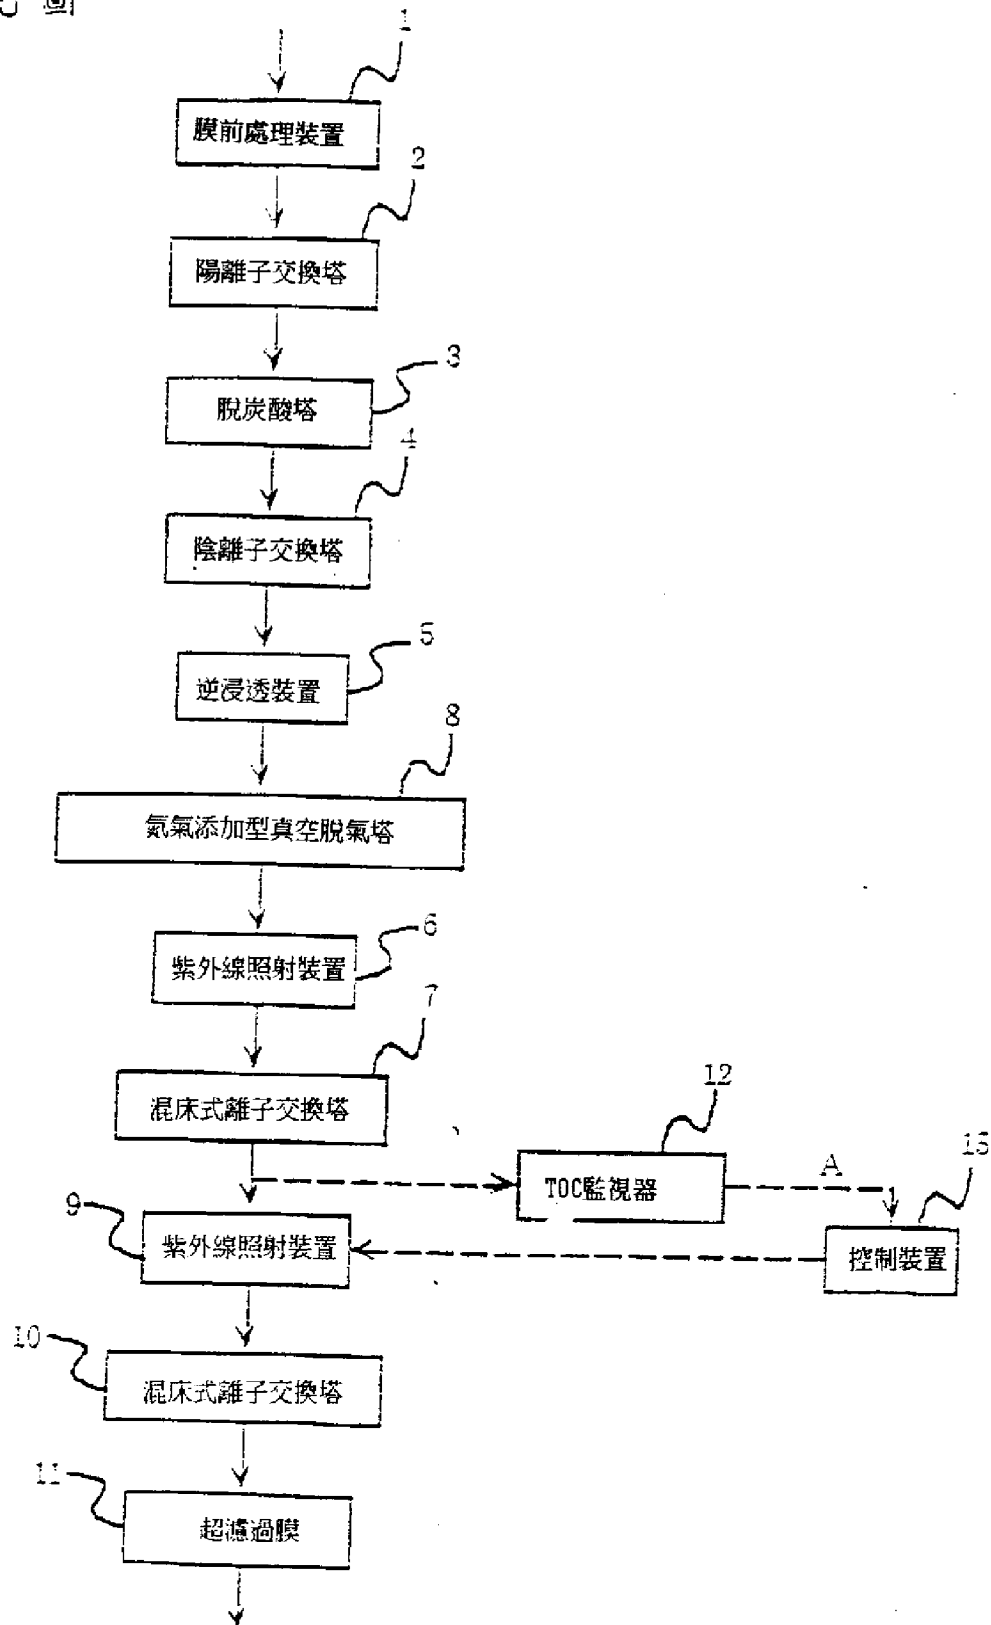 圖
1
膜前處理裝置
2
陽離子交換塔
3
脫炭酸塔
4
陰離子交換塔
5
逆浸透裝置
8
氮氣添加型真空脫氣塔
6
紫外線照射裝置
7
混床式離子交換塔
12
TOC監視器
A
13
控制裝置
9
紫外線照射裝置
10
混床式離子交換塔
11
超濾過膜